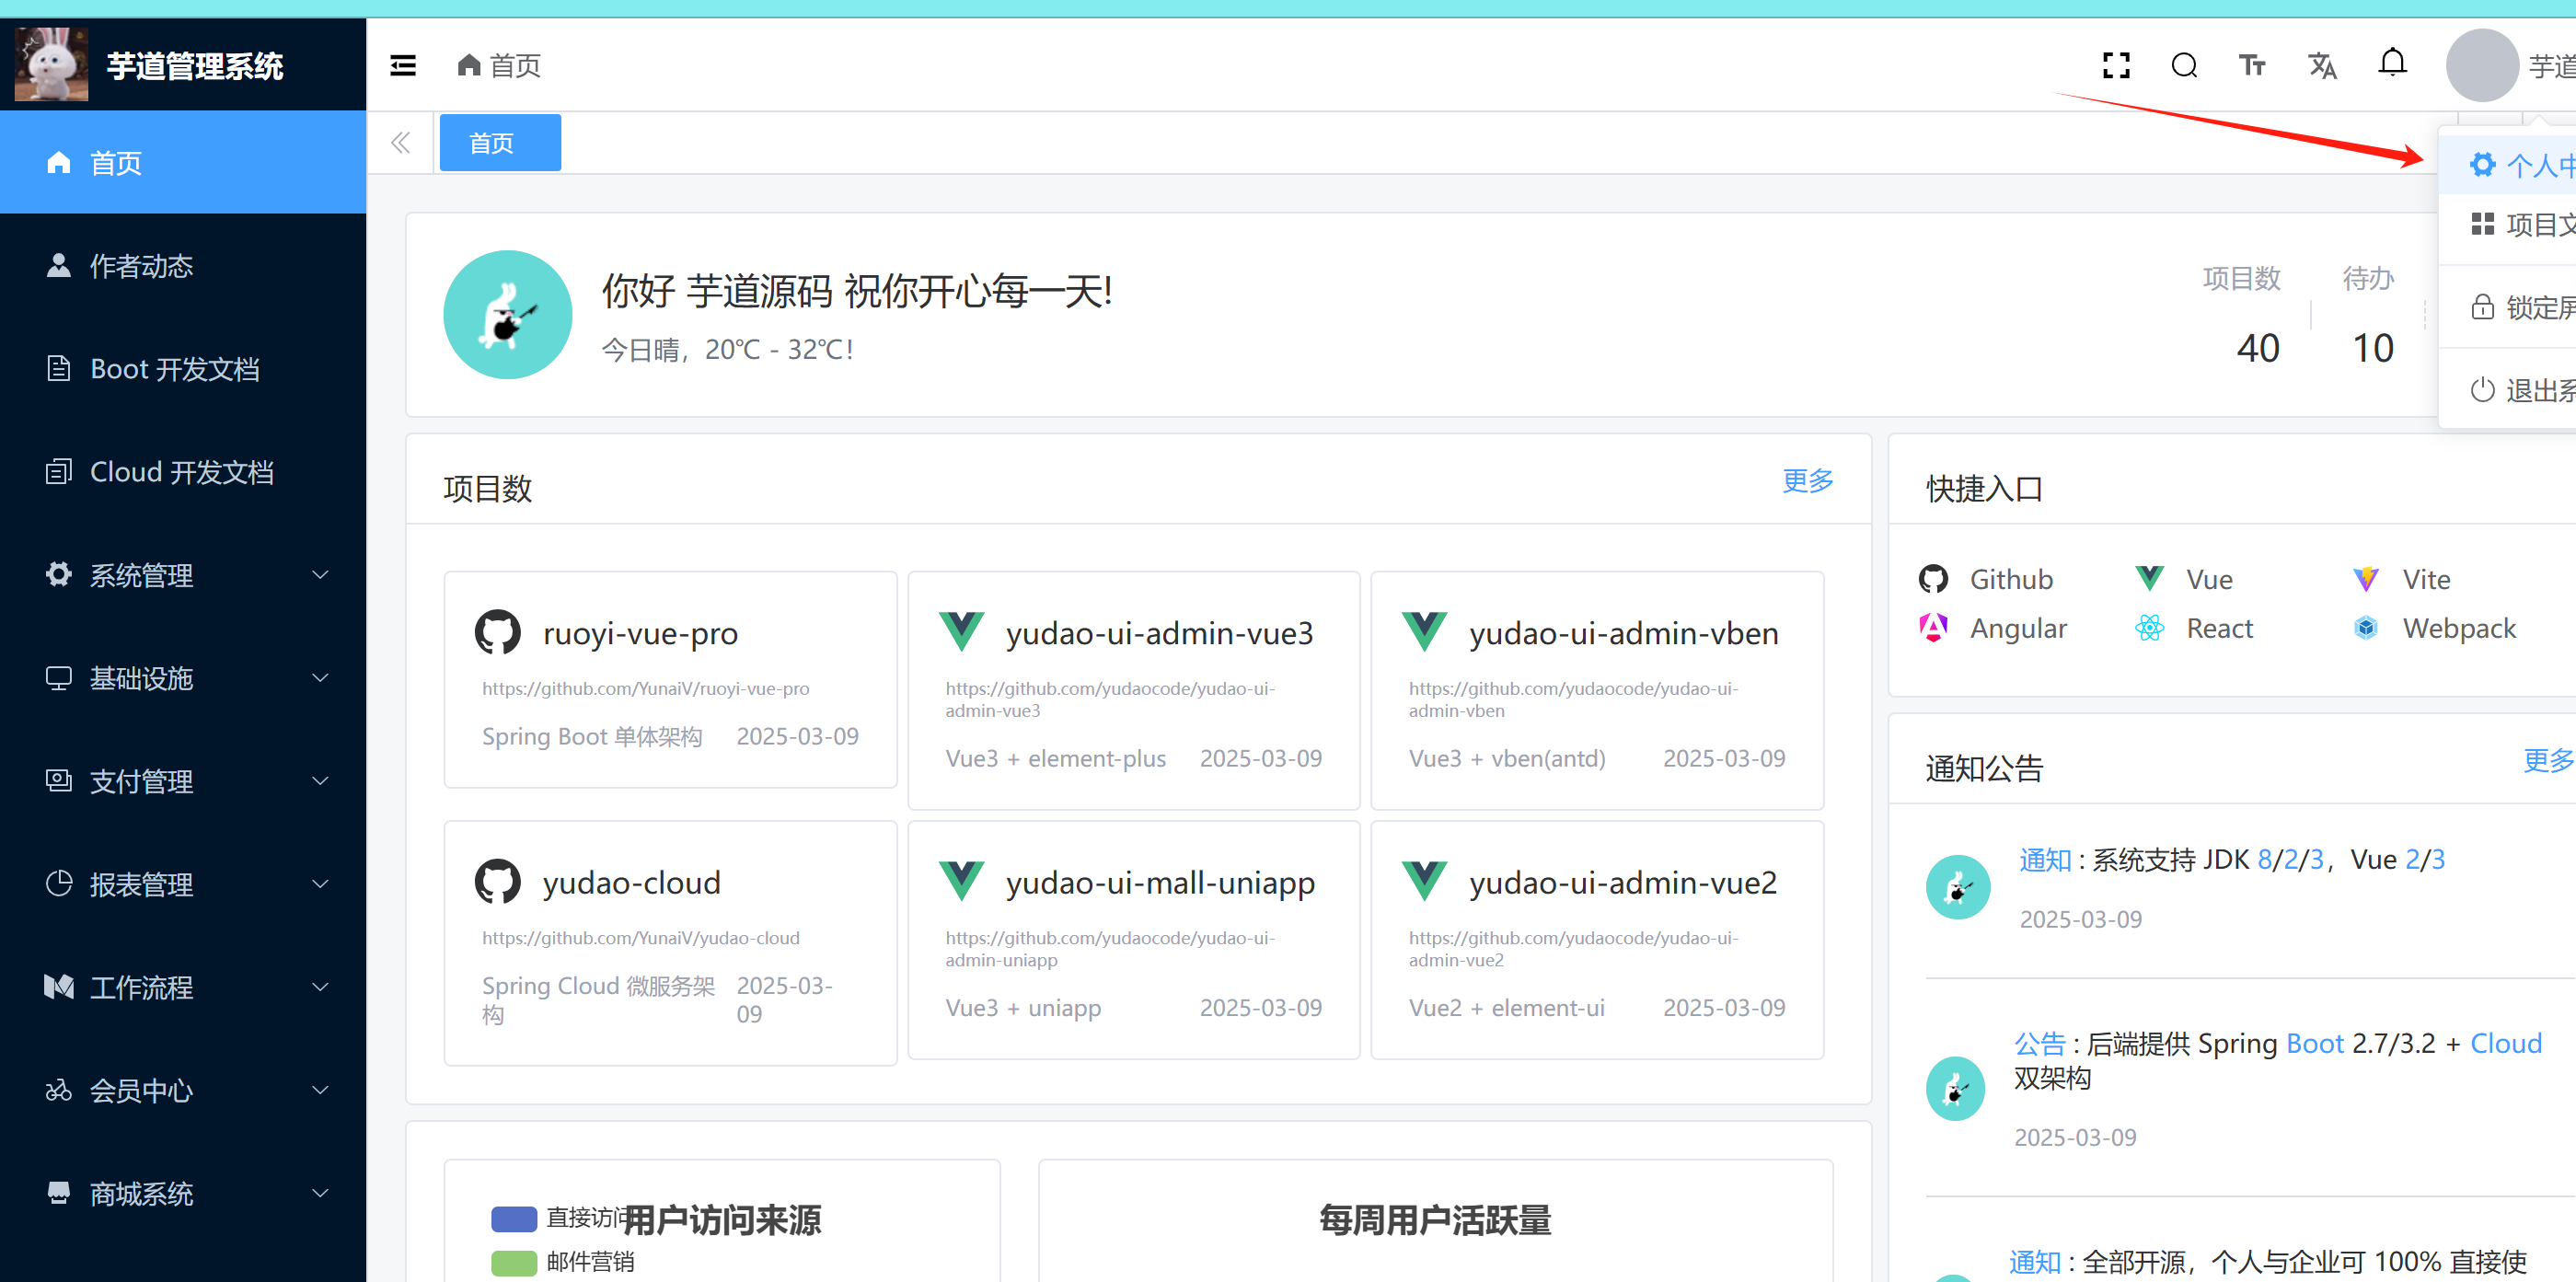 芋道管理系统
首页
芋道
首页
首页
个人中
项目文
锁定屏
退出系
作者动态
Boot 开发文档
Cloud 开发文档
系统管理
基础设施
支付管理
报表管理
工作流程
会员中心
商城系统
你好 芋道源码 祝你开心每一天!
今日晴，20℃ - 32℃！
项目数
待办
40
10
项目数
更多
ruoyi-vue-pro
https://github.com/YunaiV/ruoyi-vue-pro
Spring Boot 单体架构
2025-03-09
yudao-ui-admin-vue3
https://github.com/yudaocode/yudao-ui-
admin-vue3
Vue3 + element-plus
2025-03-09
yudao-ui-admin-vben
https://github.com/yudaocode/yudao-ui-
admin-vben
Vue3 + vben(antd)
2025-03-09
yudao-cloud
https://github.com/YunaiV/yudao-cloud
Spring Cloud 微服务架
构
2025-03-
09
yudao-ui-mall-uniapp
https://github.com/yudaocode/yudao-ui-
admin-uniapp
Vue3 + uniapp
2025-03-09
yudao-ui-admin-vue2
https://github.com/yudaocode/yudao-ui-
admin-vue2
Vue2 + element-ui
2025-03-09
快捷入口
Github
Vue
Vite
Angular
React
Webpack
通知公告
更多
通知 : 系统支持 JDK 8/2/3，Vue 2/3
2025-03-09
公告 : 后端提供 Spring Boot 2.7/3.2 + Cloud
双架构
2025-03-09
通知 : 全部开源，个人与企业可 100% 直接使
用户访问来源
直接访问
邮件营销
每周用户活跃量